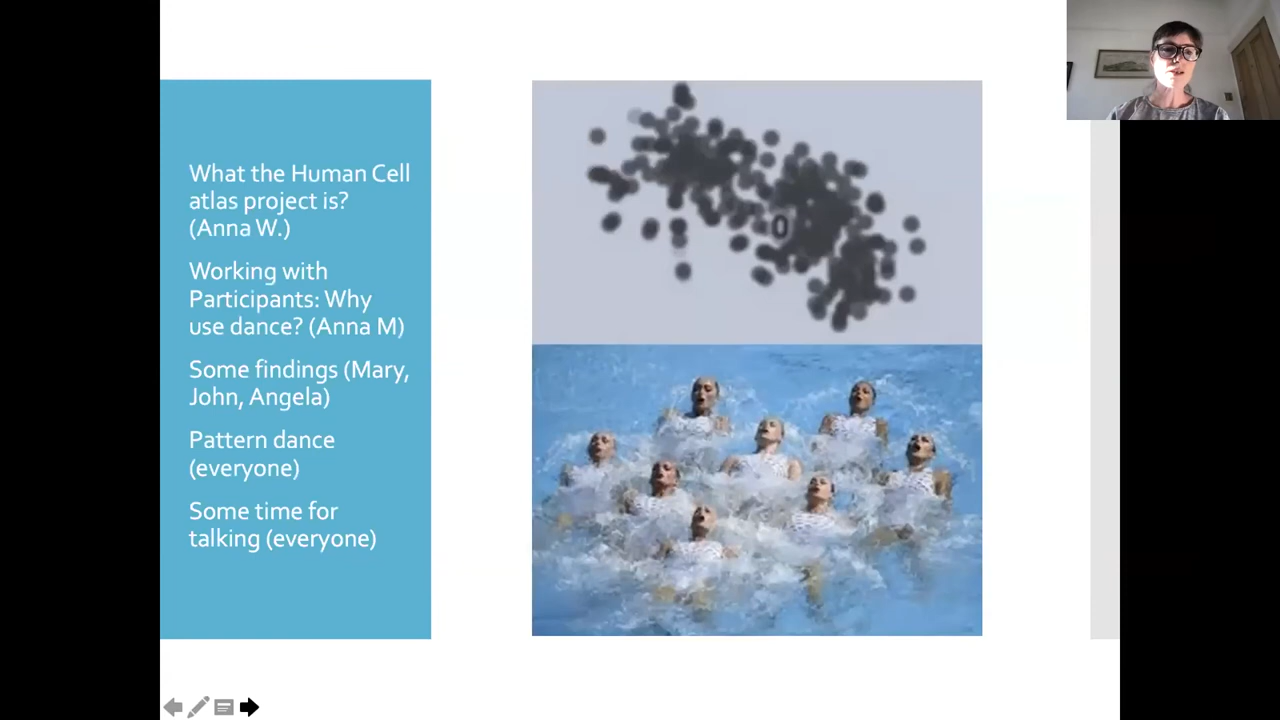 What the Human Cell
atlas project is?
(Anna W.)
Working with
Participants: Why
use dance? (Anna M)
Some findings (Mary,
John, Angela)
Pattern dance
(everyone)
Some time for
talking (everyone)
0